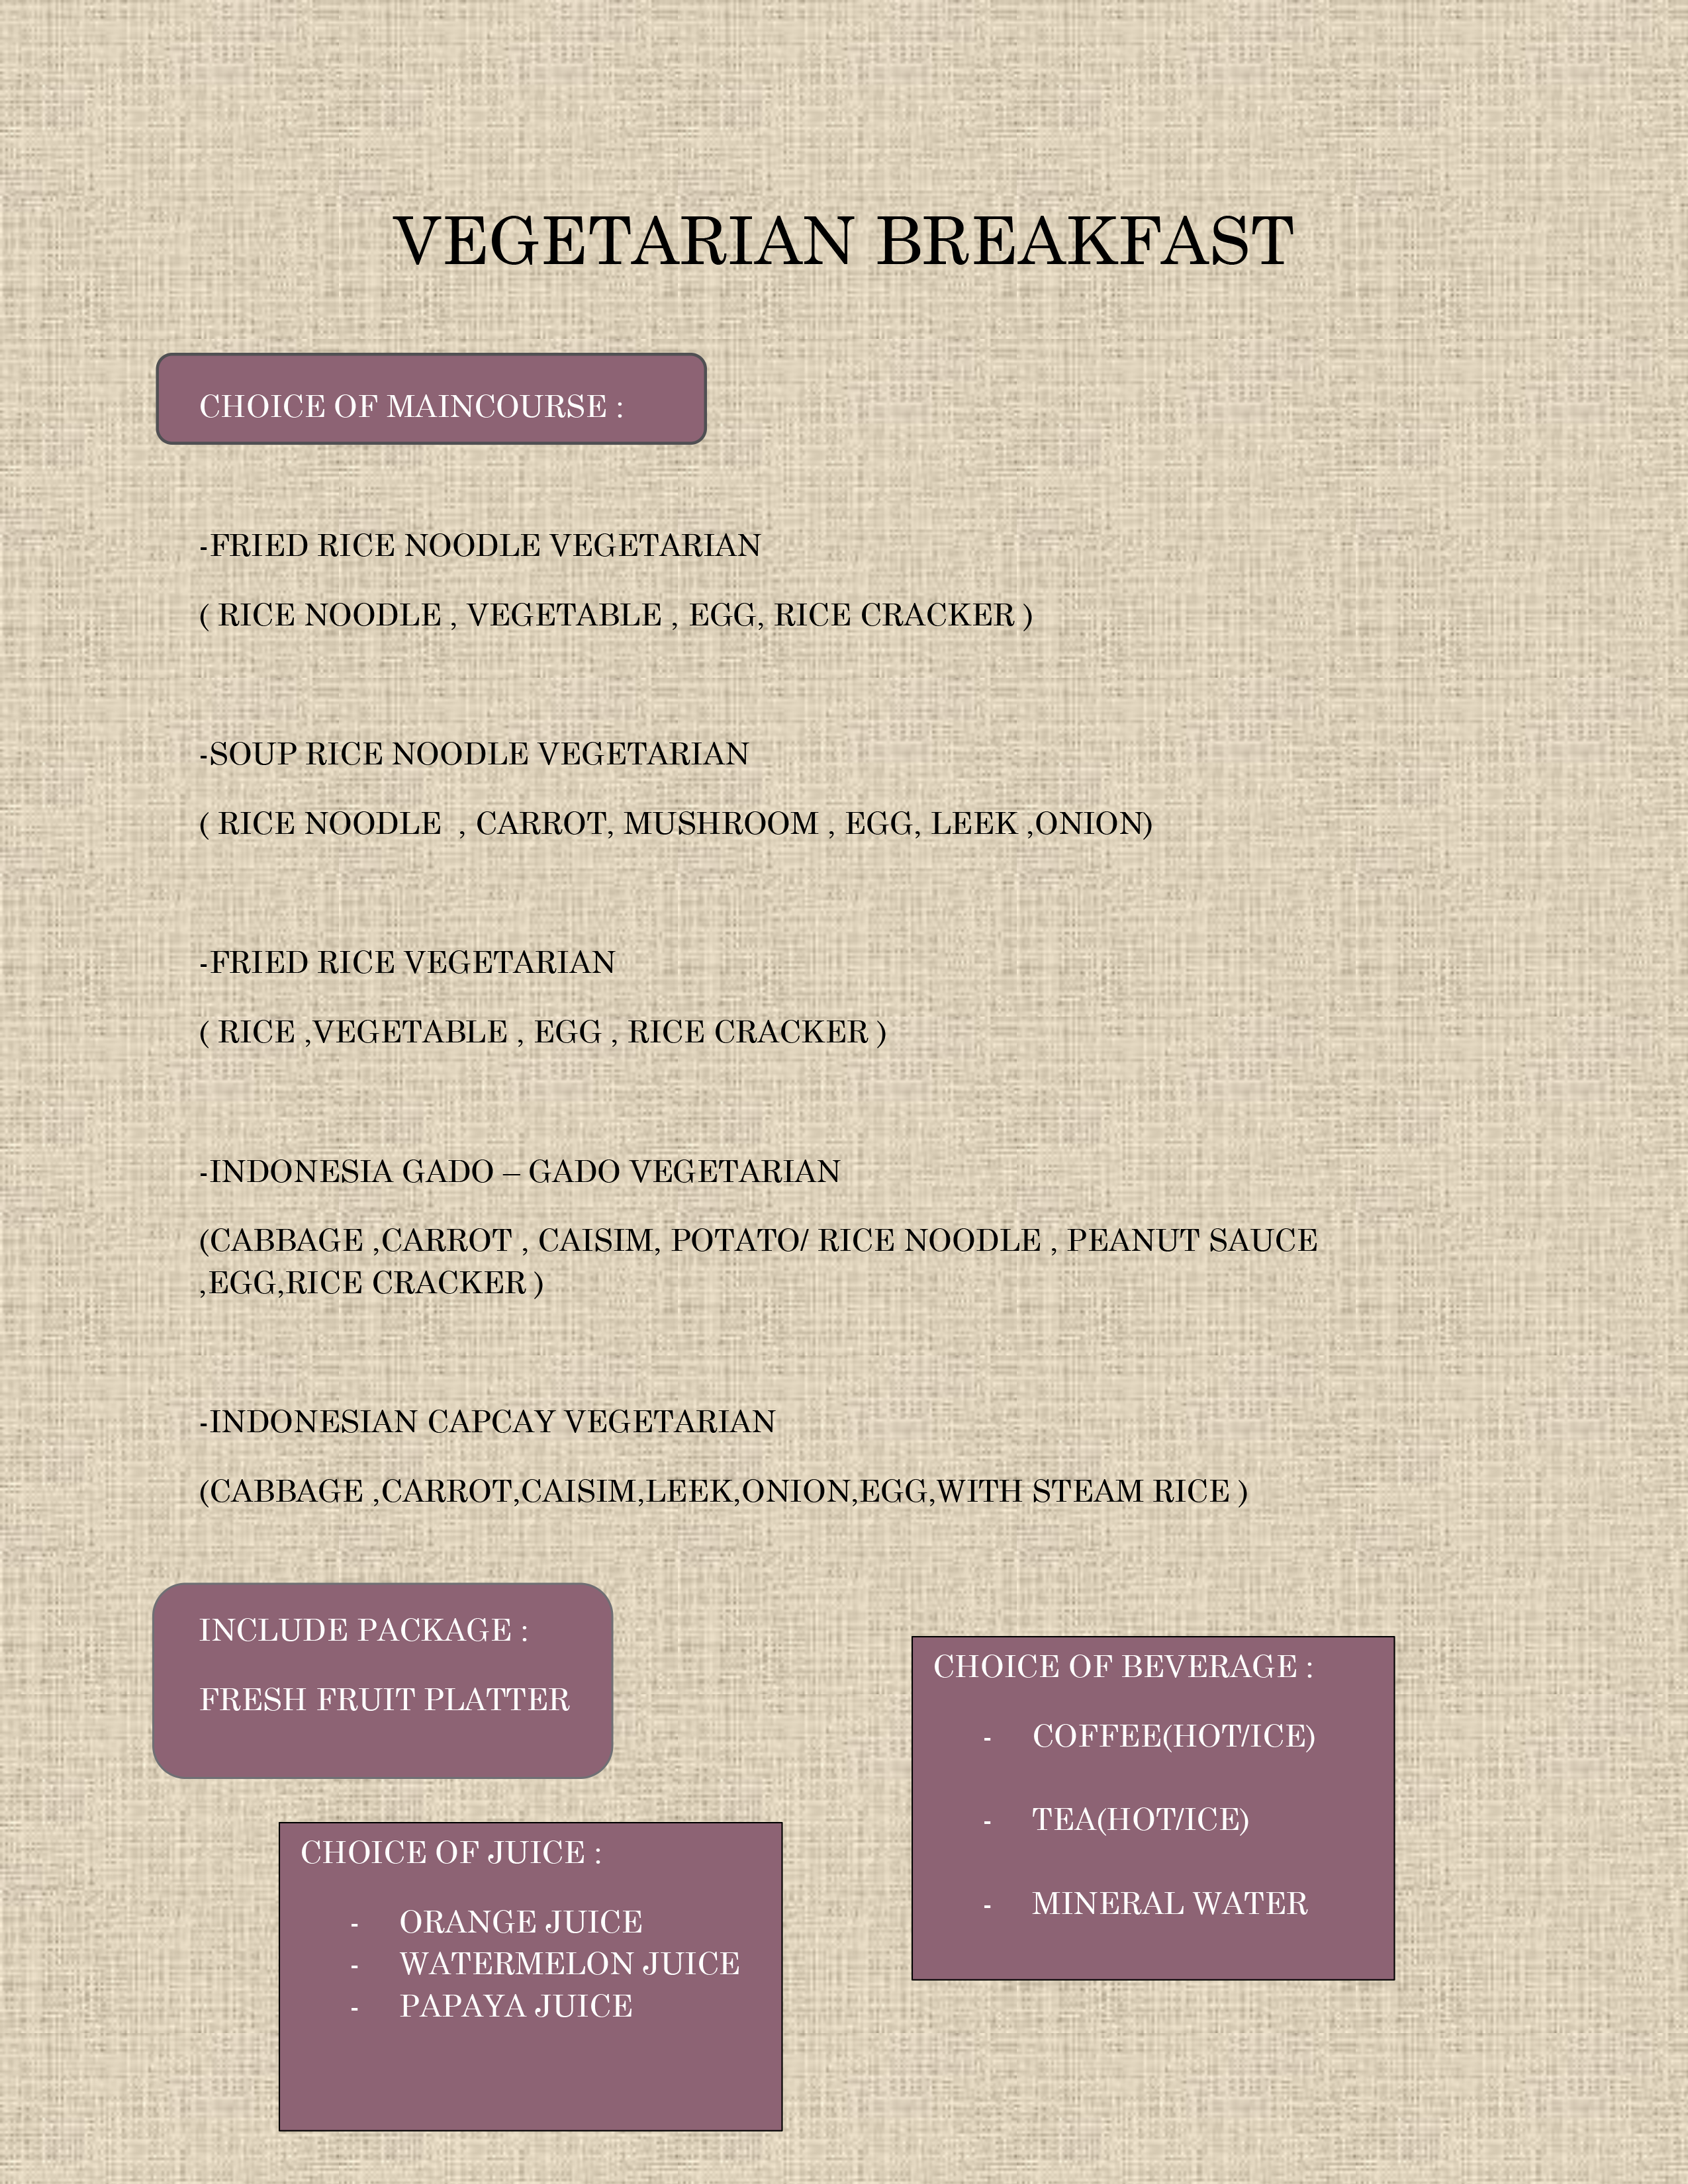 VEGETARIAN BREAKFAST
CHOICE OF MAINCOURSE :
-FRIED RICE NOODLE VEGETARIAN
( RICE NOODLE , VEGETABLE , EGG, RICE CRACKER )
-SOUP RICE NOODLE VEGETARIAN
( RICE NOODLE  , CARROT, MUSHROOM , EGG, LEEK ,ONION)
-FRIED RICE VEGETARIAN
( RICE ,VEGETABLE , EGG , RICE CRACKER )
-INDONESIA GADO – GADO VEGETARIAN
(CABBAGE ,CARROT , CAISIM, POTATO/ RICE NOODLE , PEANUT SAUCE
,EGG,RICE CRACKER )
-INDONESIAN CAPCAY VEGETARIAN
(CABBAGE ,CARROT,CAISIM,LEEK,ONION,EGG,WITH STEAM RICE )
INCLUDE PACKAGE :
FRESH FRUIT PLATTER
CHOICE OF BEVERAGE :
- COFFEE(HOT/ICE)
- TEA(HOT/ICE)
- MINERAL WATER
CHOICE OF JUICE :
- ORANGE JUICE
- WATERMELON JUICE
- PAPAYA JUICE